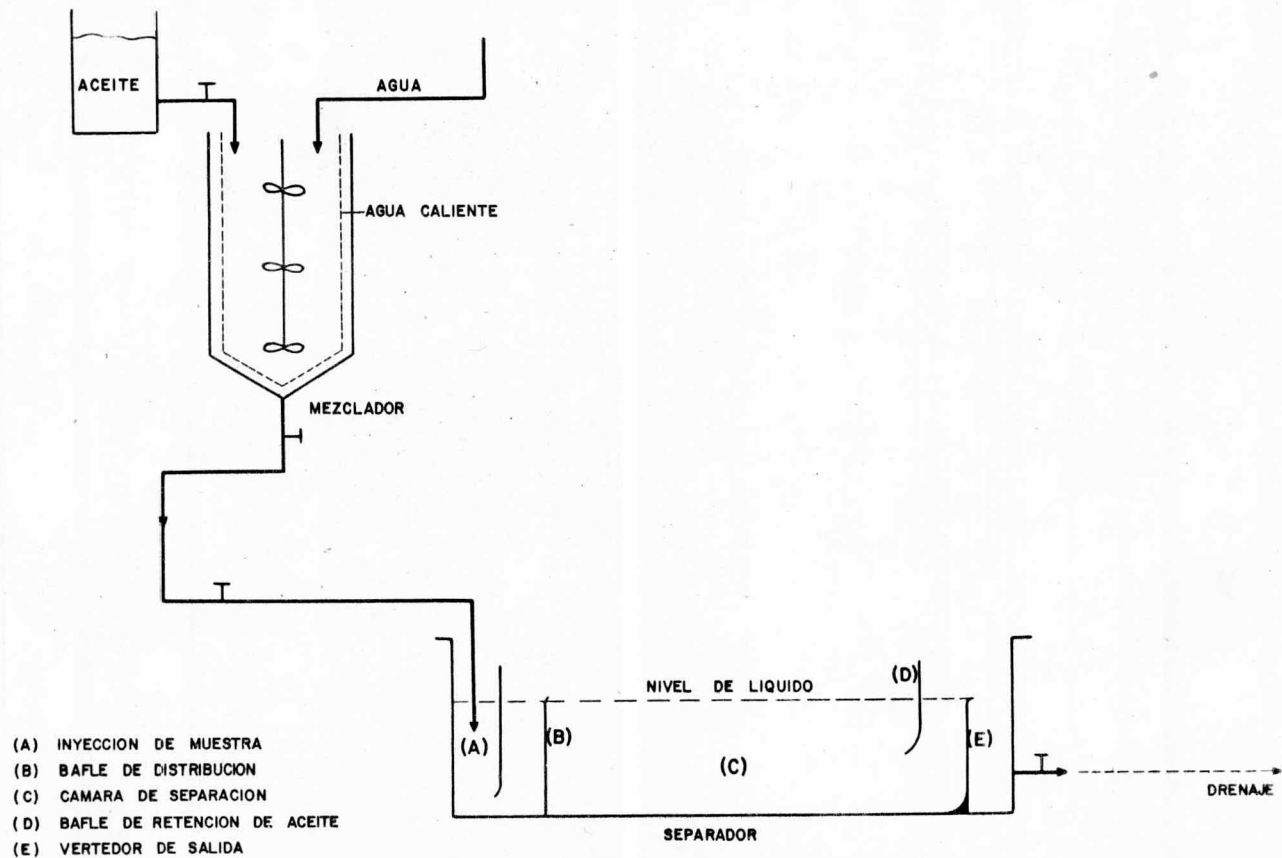 ACEITE
AGUA
AGUA CALIENTE
MEZCLADOR
NIVEL DE LIQUIDO
(D)
(A)
(B)
(C)
(E)
DRENAJE
SEPARADOR
(A) INYECCION DE MUESTRA
(B) BAFLE DE DISTRIBUCION
(C) CAMARA DE SEPARACION
(D) BAFLE DE RETENCION DE ACEITE
(E) VERTEDOR DE SALIDA